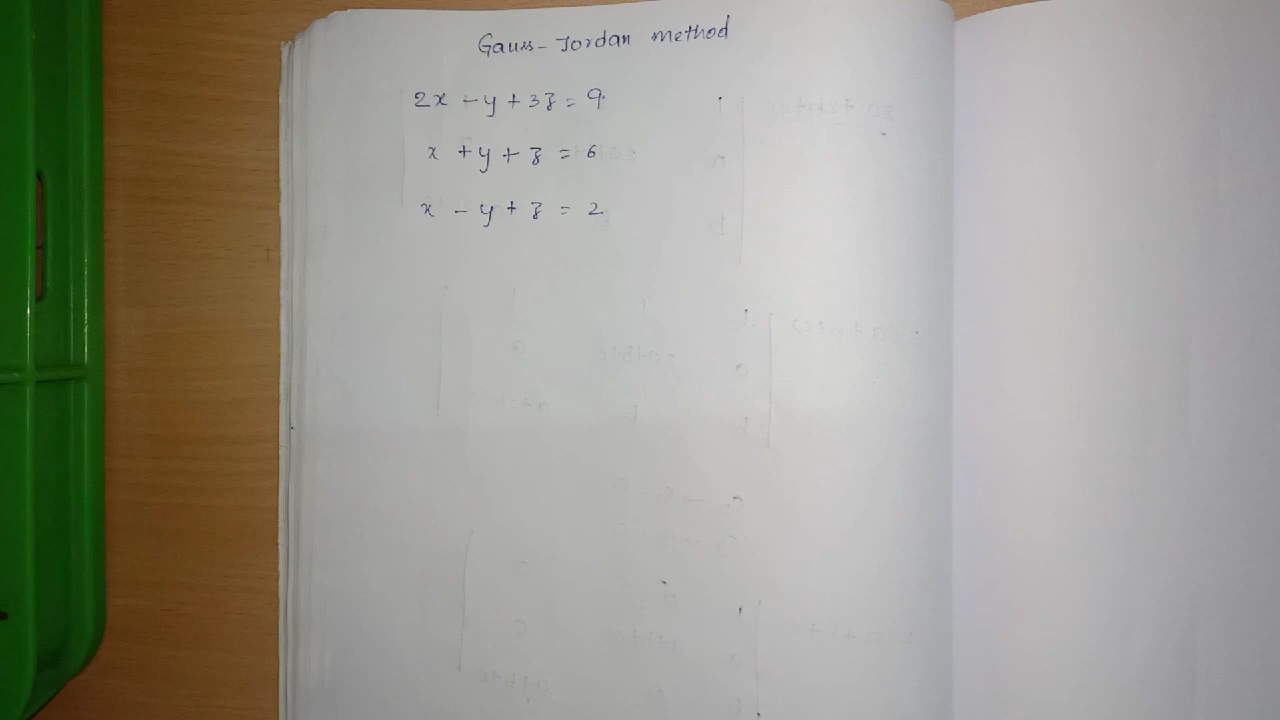 Gauss-Jordan method
2x - y + 3z = 9.
x + y + z = 6
x - y + z = 2